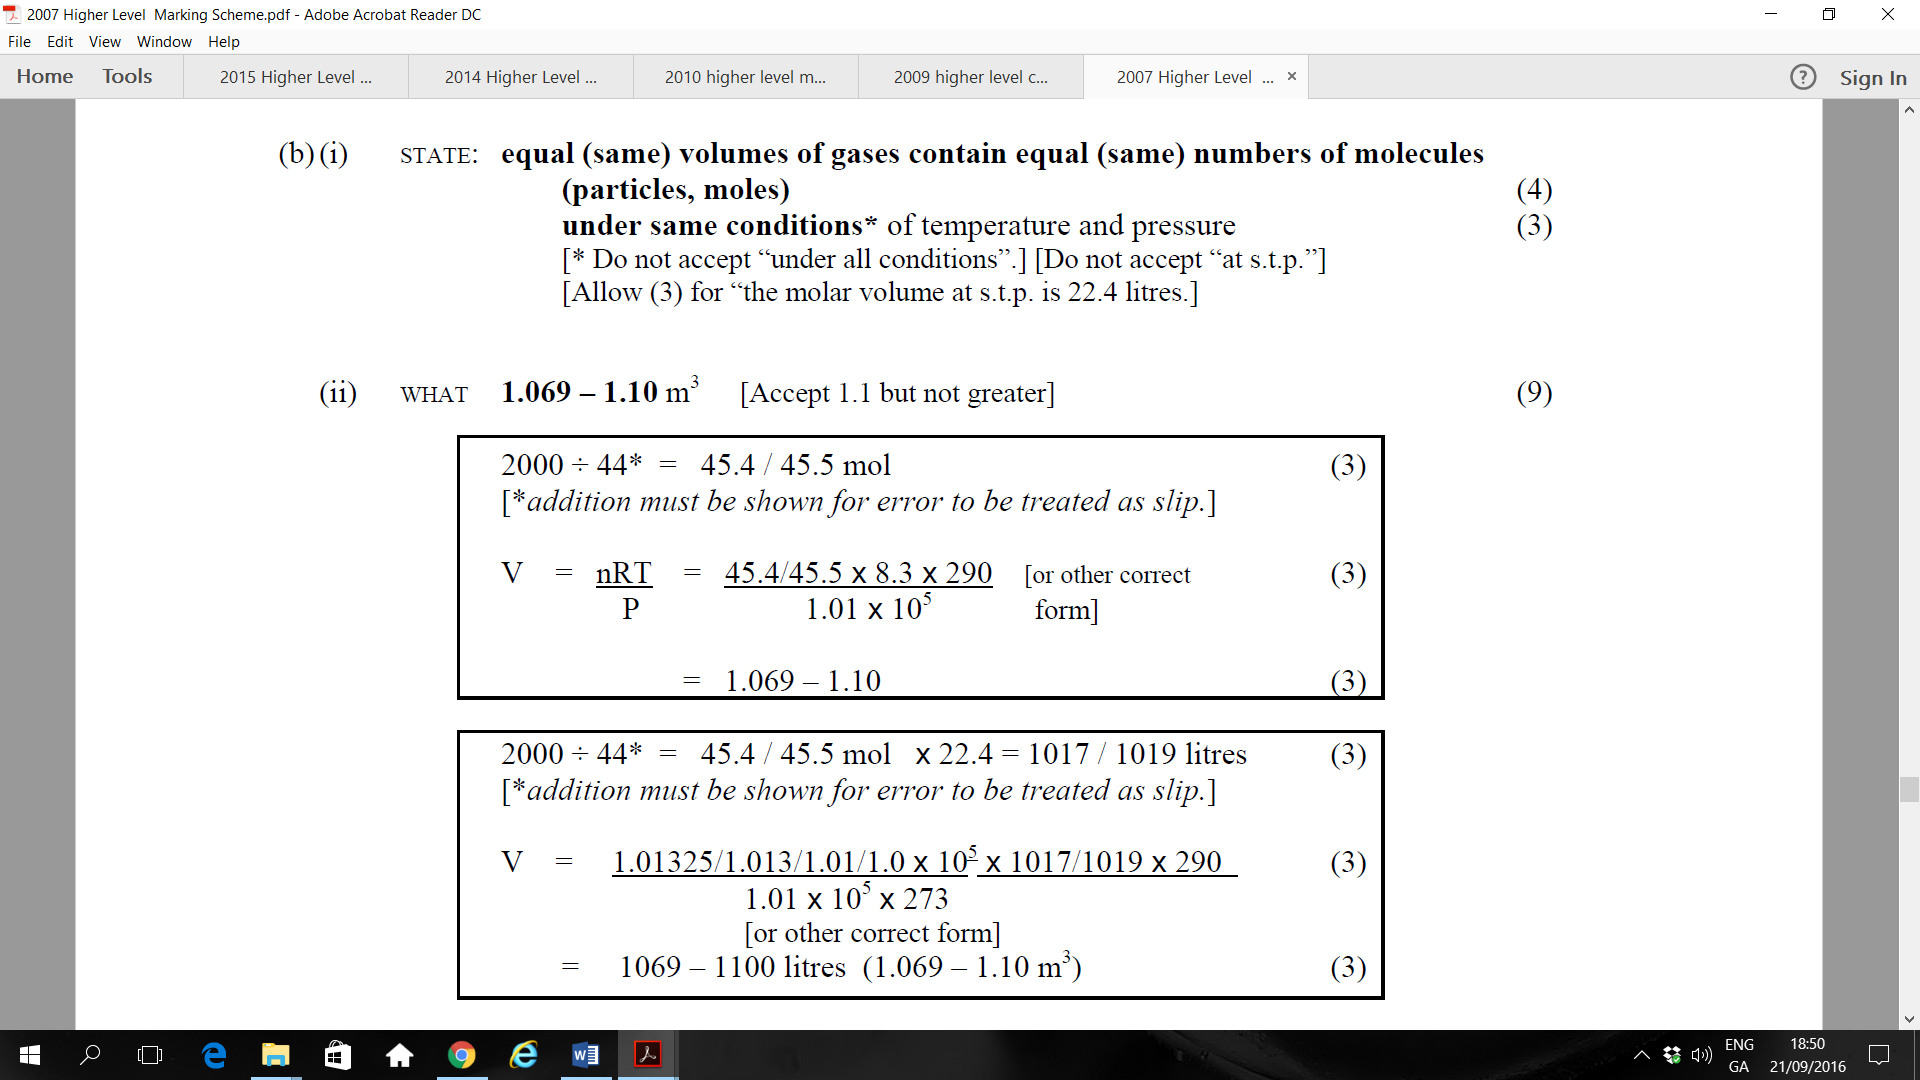 2007 Higher Level  Marking Scheme.pdf - Adobe Acrobat Reader DC
File Edit View Window Help
Home Tools 2015 Higher Level ... 2014 Higher Level ... 2010 higher level m... 2009 higher level c... 2007 Higher Level ... × ? Sign In
(b)(i) STATE: equal (same) volumes of gases contain equal (same) numbers of molecules
(particles, moles) (4)
under same conditions* of temperature and pressure (3)
[* Do not accept “under all conditions”.] [Do not accept “at s.t.p.”]
[Allow (3) for “the molar volume at s.t.p. is 22.4 litres.]
(ii) WHAT 1.069 – 1.10 m³ [Accept 1.1 but not greater] (9)
2000 ÷ 44* = 45.4 / 45.5 mol (3)
[*addition must be shown for error to be treated as slip.]
V = nRT = 45.4/45.5 x 8.3 x 290 [or other correct (3)
P 1.01 x 10⁵ form]
= 1.069 – 1.10 (3)
2000 ÷ 44* = 45.4 / 45.5 mol x 22.4 = 1017 / 1019 litres (3)
[*addition must be shown for error to be treated as slip.]
V = 1.01325/1.013/1.01/1.0 x 10⁵ x 1017/1019 x 290 (3)
1.01 x 10⁵ x 273
[or other correct form]
= 1069 – 1100 litres (1.069 – 1.10 m³) (3)
ENG 18:50
GA 21/09/2016